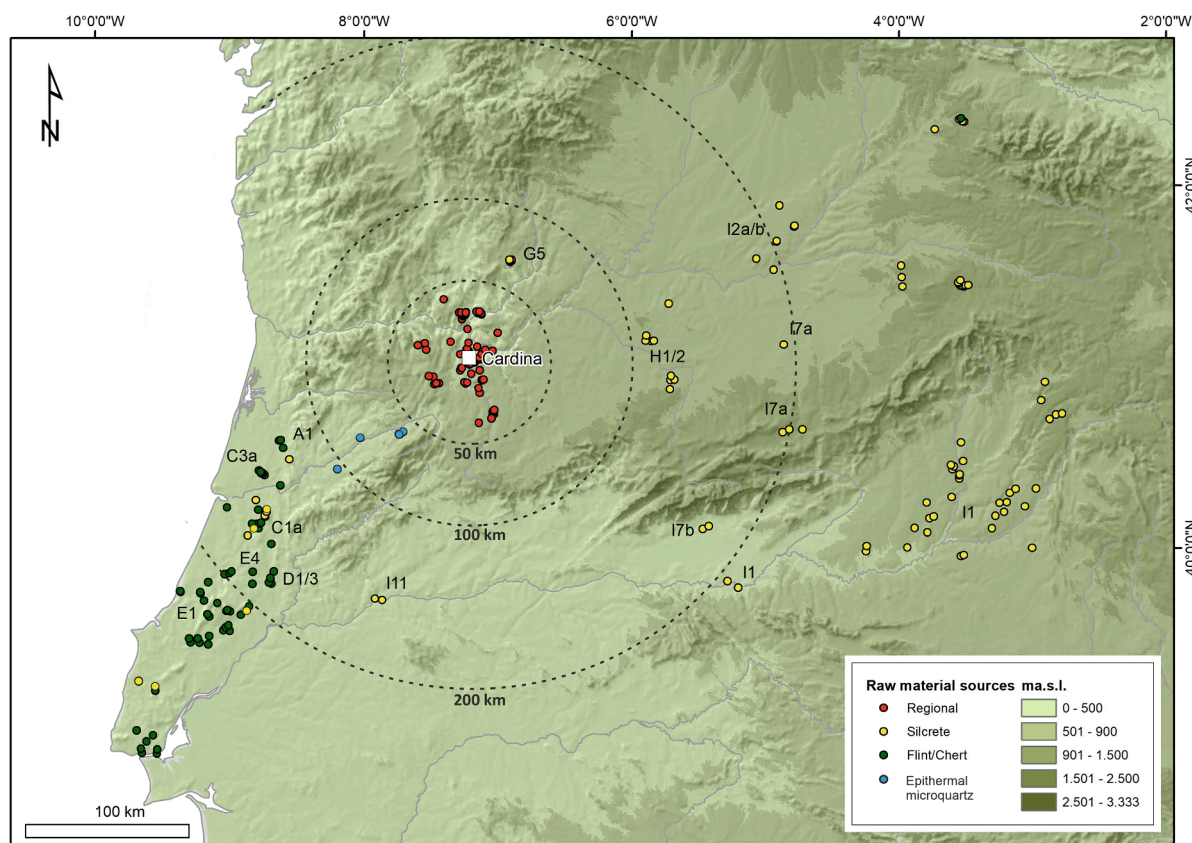 10°0'0"W 8°0'0"W 6°0'0"W 4°0'0"W 2°0'0"W
N
42°0'0"N
I2a/b
G5
I7a
Cardina
H1/2
A1
I7a
C3a
50 km
I1
C1a
I7b
100 km
40°0'0"N
E4
D1/3
I11
I1
E1
200 km
Raw material sources ma.s.l.
Regional 0 - 500
Silcrete 501 - 900
Flint/Chert 901 - 1.500
Epithermal microquartz 1.501 - 2.500
2.501 - 3.333
100 km